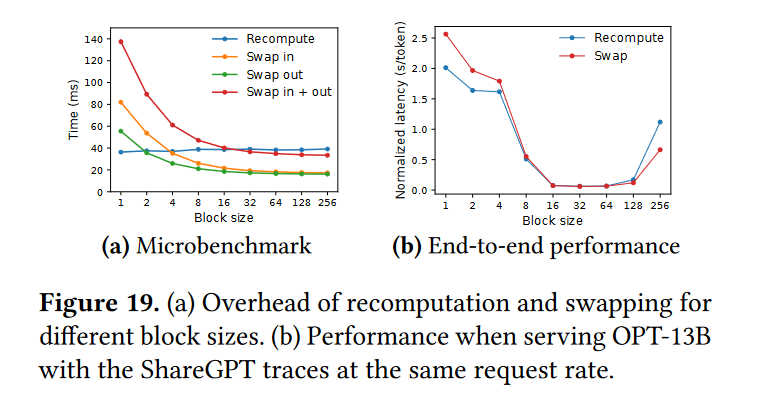 140
120
100
80
60
40
20
0
Time (ms)
Recompute
Swap in
Swap out
Swap in + out
1 2 4 8 16 32 64 128 256
Block size
(a) Microbenchmark
2.5
2.0
1.5
1.0
0.5
0.0
Normalized latency (s/token)
Recompute
Swap
1 2 4 8 16 32 64 128 256
Block size
(b) End-to-end performance
Figure 19. (a) Overhead of recomputation and swapping for
different block sizes. (b) Performance when serving OPT-13B
with the ShareGPT traces at the same request rate.